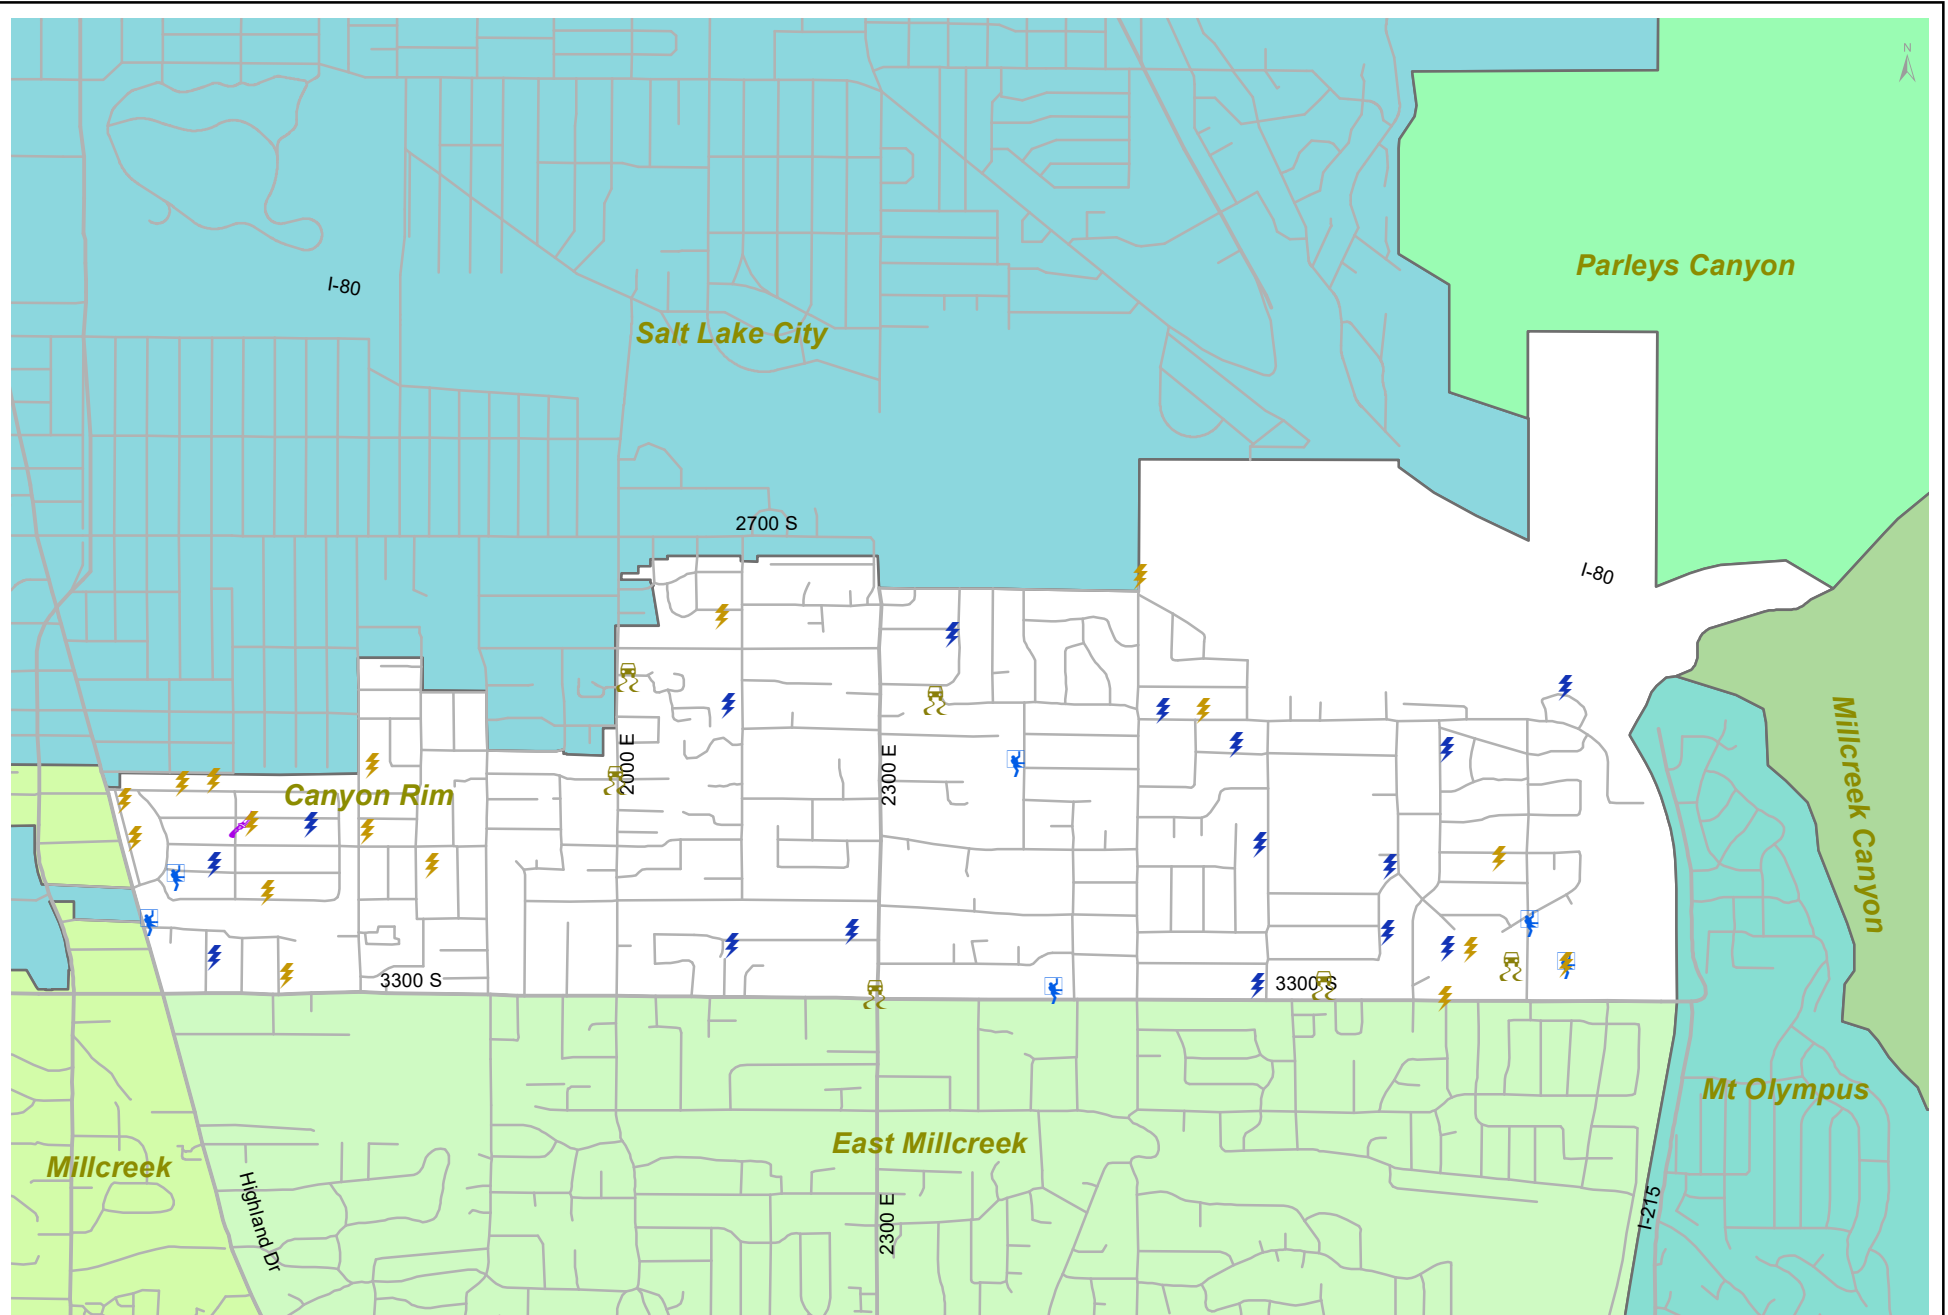 N
Parleys Canyon
I-80
Salt Lake City
2700 S
I-80
Millcreek Canyon
2000 E
2300 E
Canyon Rim
3300 S
3300 S
Mt Olympus
East Millcreek
Millcreek
Highland Dr
2300 E
I-215